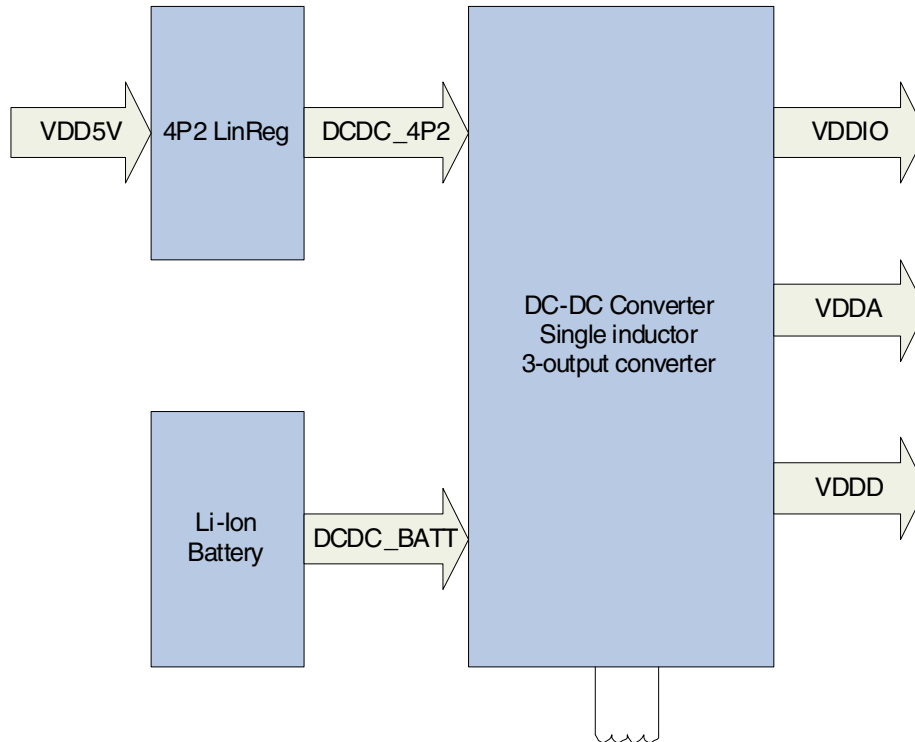 VDD5V
4P2 LinReg
DCDC_4P2
VDDIO
DC-DC Converter
Single inductor
3-output converter
VDDA
VDDD
Li-Ion
Battery
DCDC_BATT